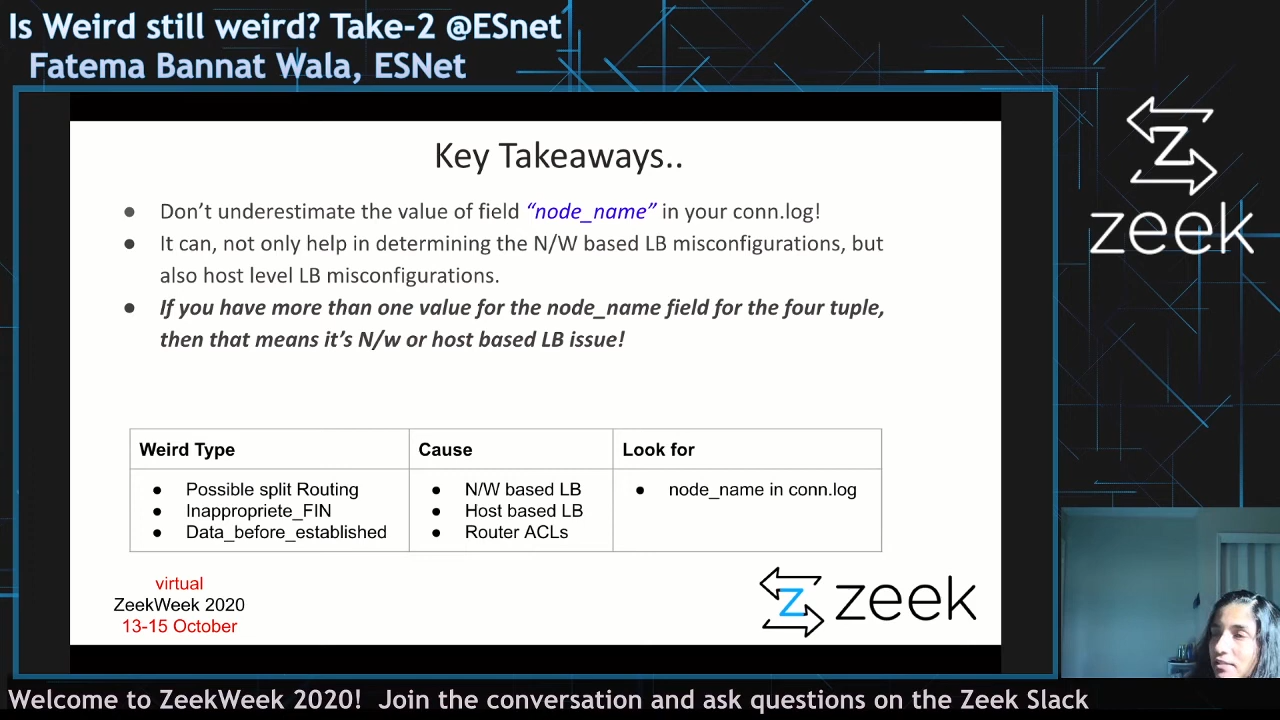 Is Weird still weird? Take-2 @ESnet
Fatema Bannat Wala, ESNet
zeek
Key Takeaways..
● Don't underestimate the value of field “node_name” in your conn.log!
● It can, not only help in determining the N/W based LB misconfigurations, but
also host level LB misconfigurations.
● If you have more than one value for the node_name field for the four tuple,
then that means it's N/w or host based LB issue!
Weird Type Cause Look for
● Possible split Routing ● N/W based LB ● node_name in conn.log
● Inappropriete_FIN ● Host based LB
● Data_before_established ● Router ACLs
virtual
ZeekWeek 2020
13-15 October
zeek
Welcome to ZeekWeek 2020! Join the conversation and ask questions on the Zeek Slack